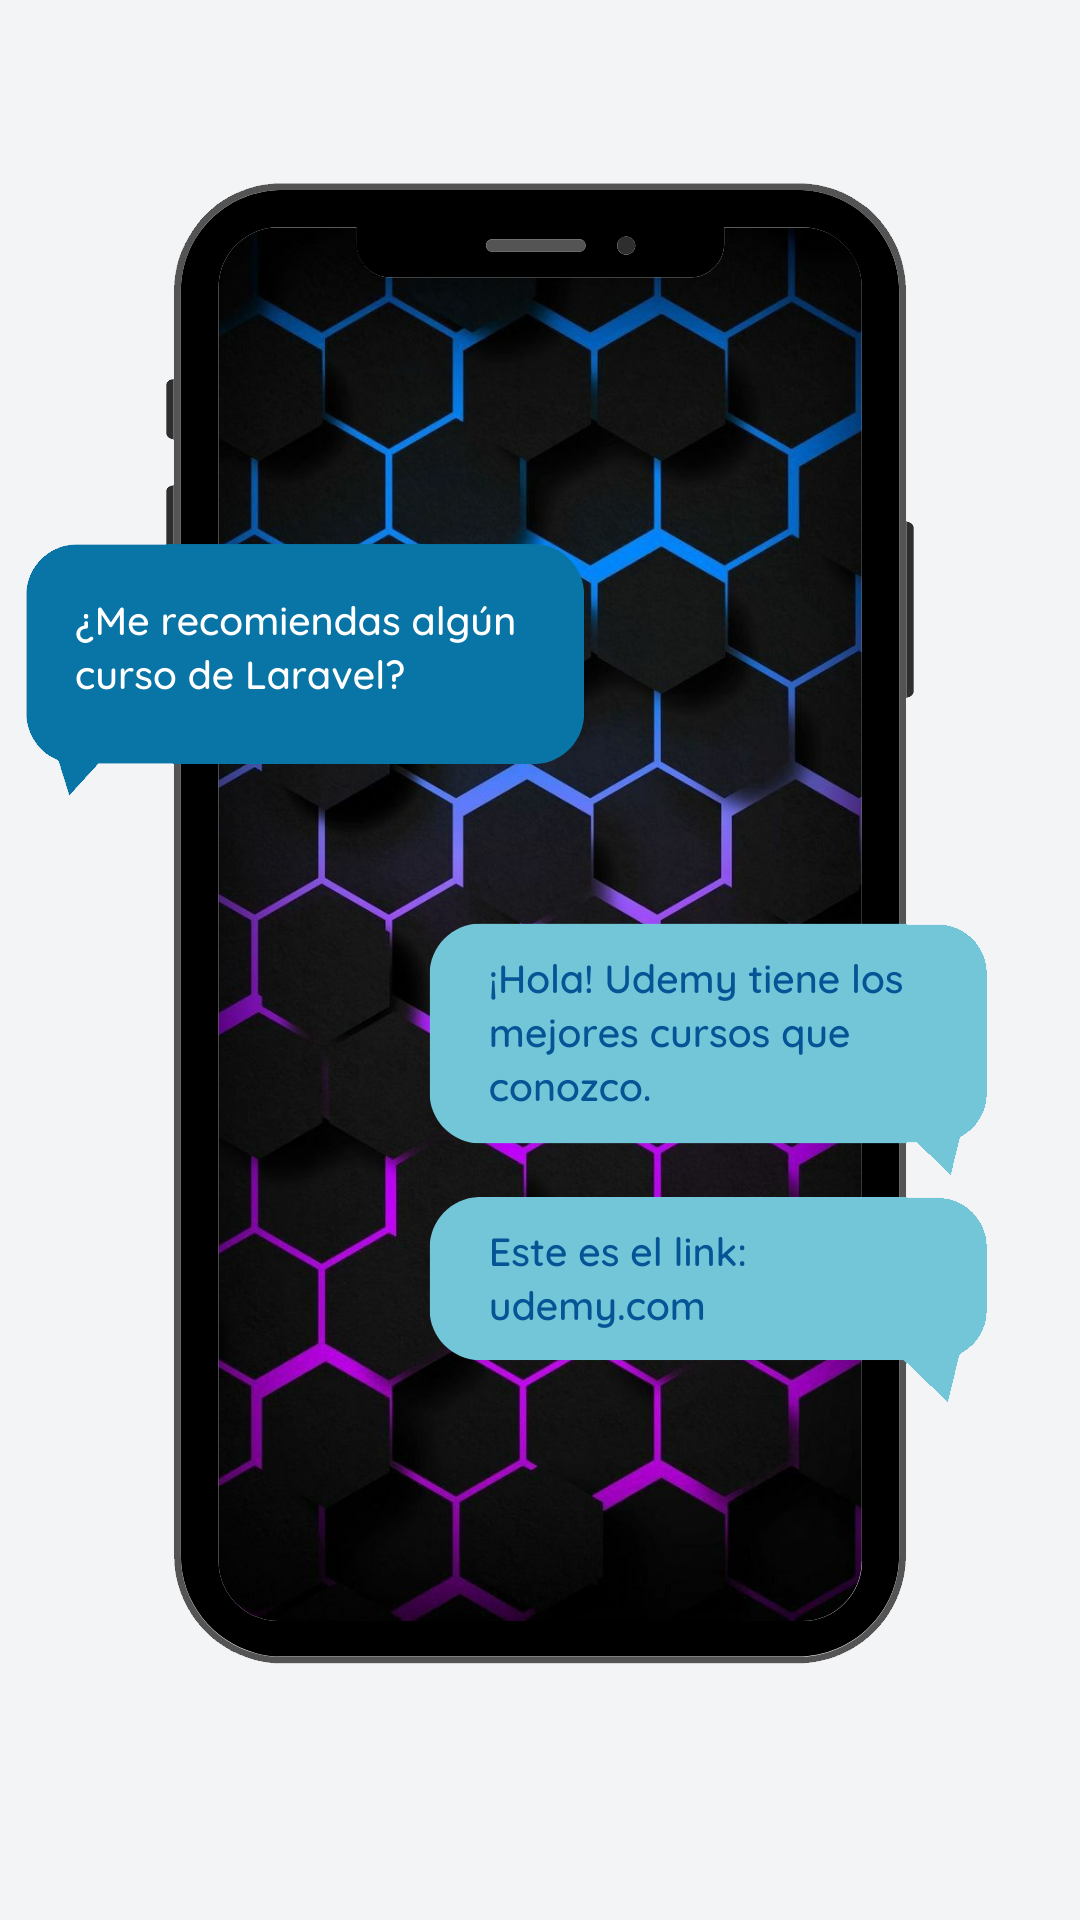 ¿Me recomiendas algún
curso de Laravel?
¡Hola! Udemy tiene los
mejores cursos que
conozco.
Este es el link:
udemy.com